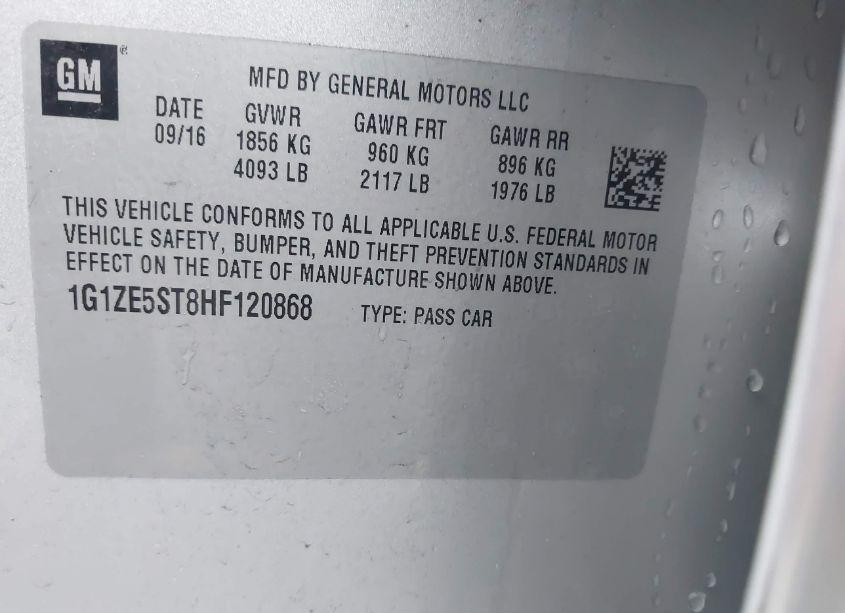 GM®
MFD BY GENERAL MOTORS LLC
DATE GVWR GAWR FRT GAWR RR
09/16 1856 KG 960 KG 896 KG
4093 LB 2117 LB 1976 LB
THIS VEHICLE CONFORMS TO ALL APPLICABLE U.S. FEDERAL MOTOR
VEHICLE SAFETY, BUMPER, AND THEFT PREVENTION STANDARDS IN
EFFECT ON THE DATE OF MANUFACTURE SHOWN ABOVE.
1G1ZE5ST8HF120868 TYPE: PASS CAR